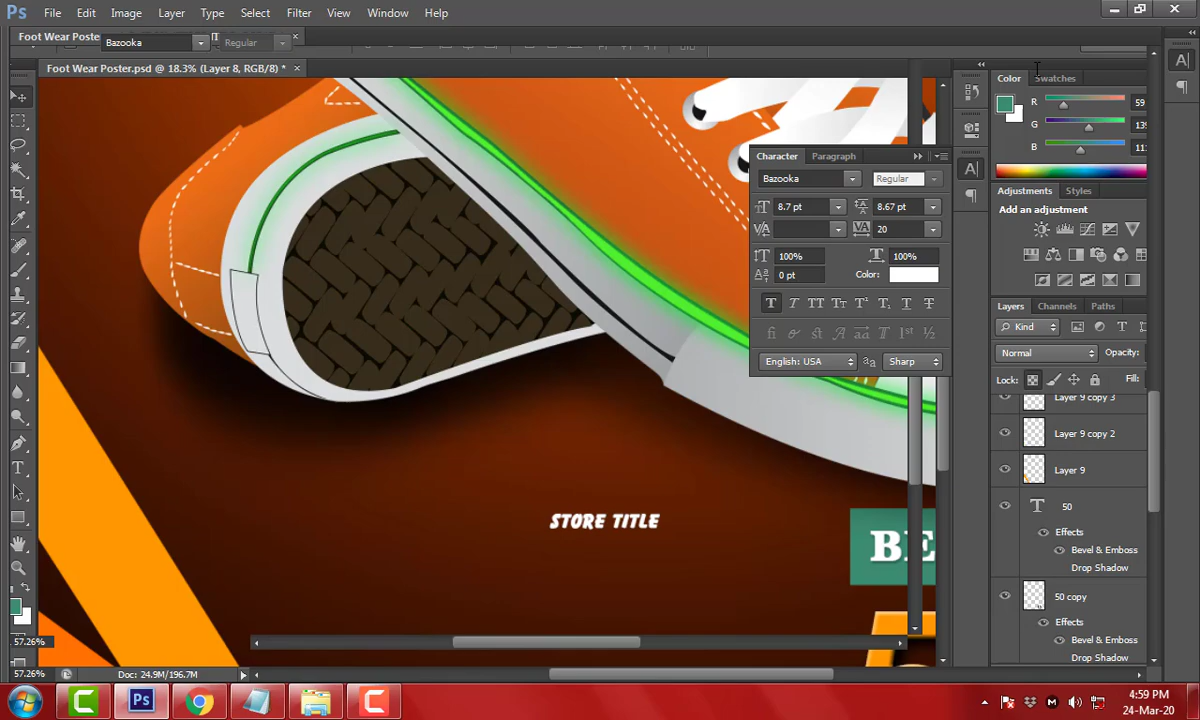 Ps File Edit Image Layer Type Select Filter View Window Help
Foot Wear Poster
Bazooka Regular
Foot Wear Poster.psd @ 18.3% (Layer 8, RGB/8) *
Color Swatches
R 59
G
B
Adjustments Styles
Add an adjustment
Character Paragraph
Bazooka Regular
8.7 pt 8.67 pt
20
100% 100%
0 pt Color:
English: USA Sharp
Layers Channels Paths
Kind
Normal Opacity:
Lock: Fill:
Layer 9 copy 3
Layer 9 copy 2
Layer 9
50
Effects
Bevel & Emboss
Drop Shadow
50 copy
Effects
Bevel & Emboss
Drop Shadow
STORE TITLE
BE
57.26%
57.26% Doc: 24.9M/196.7M
4:59 PM
24-Mar-20